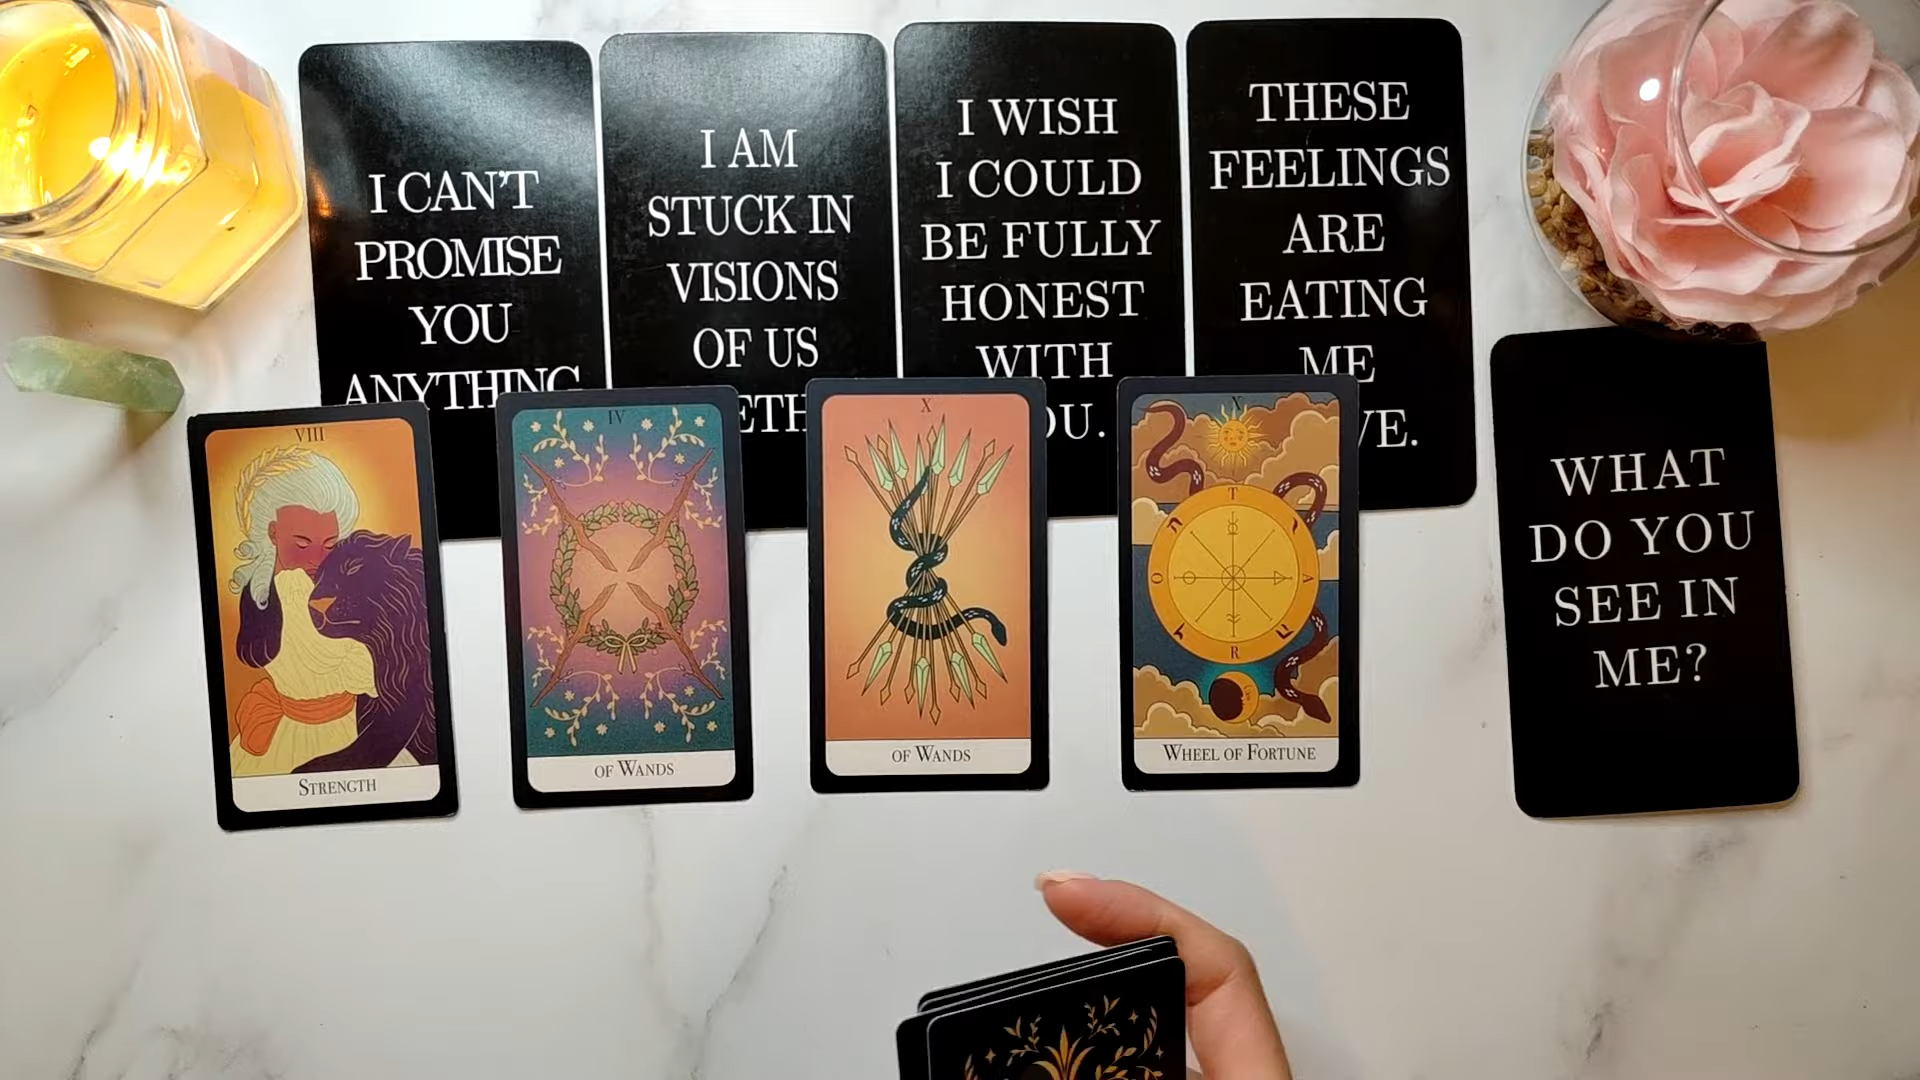 I CAN'T
PROMISE
YOU
ANYTHING
I AM
STUCK IN
VISIONS
OF US
I WISH
I COULD
BE FULLY
HONEST
WITH
THESE
FEELINGS
ARE
EATING
ME
WHAT
DO YOU
SEE IN
ME?
VIII
STRENGTH
IV
OF WANDS
X
OF WANDS
X
T
A
R
O
WHEEL OF FORTUNE